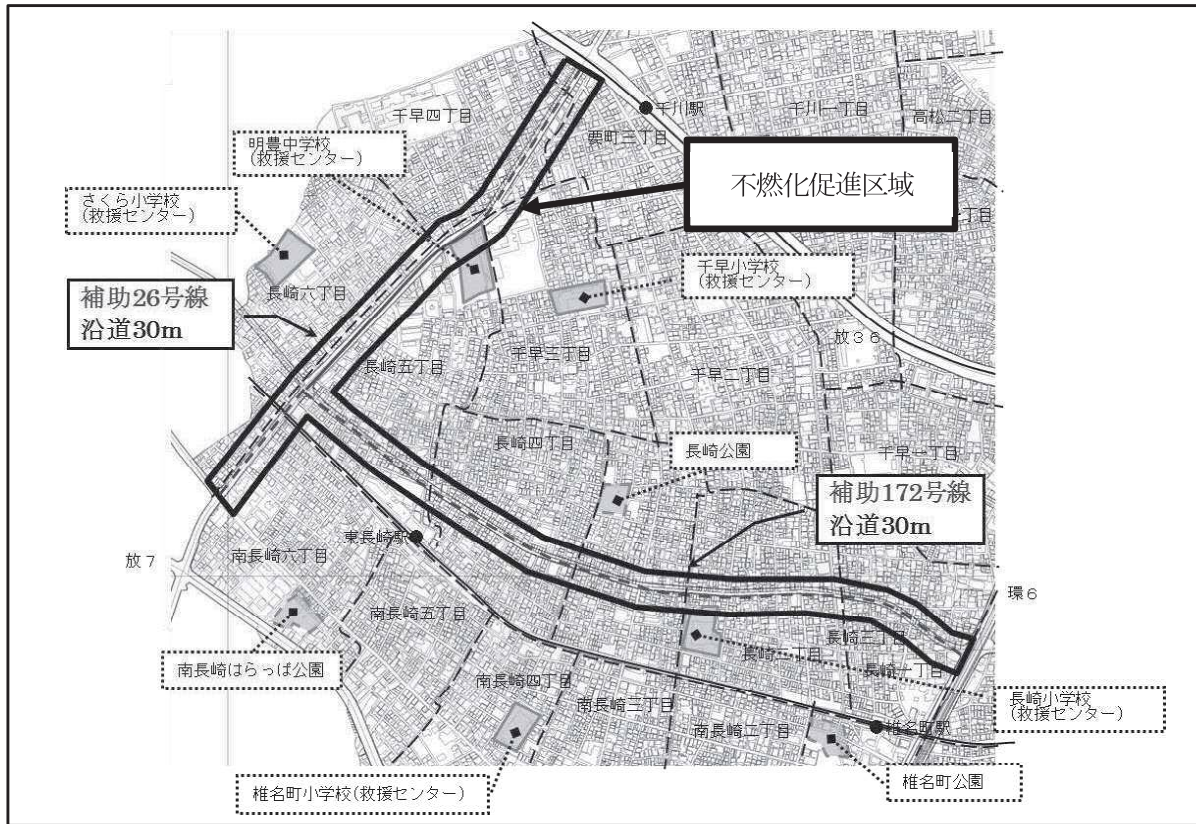 千早四丁目
千川駅
千川一丁目
高松二丁目
明豊中学校
(救援センター)
要町三丁目
不燃化促進区域
さくら小学校
(救援センター)
千早小学校
(救援センター)
長崎六丁目
補助26号線
沿道30m
放36
千早三丁目
長崎五丁目
千早二丁目
長崎四丁目
長崎公園
千早一丁目
補助172号線
沿道30m
東長崎駅
放7
南長崎六丁目
環6
南長崎五丁目
長崎三丁目
長崎二丁目
長崎一丁目
南長崎はらっぱ公園
南長崎四丁目
南長崎三丁目
長崎小学校
(救援センター)
南長崎二丁目
椎名町駅
椎名町小学校(救援センター)
椎名町公園